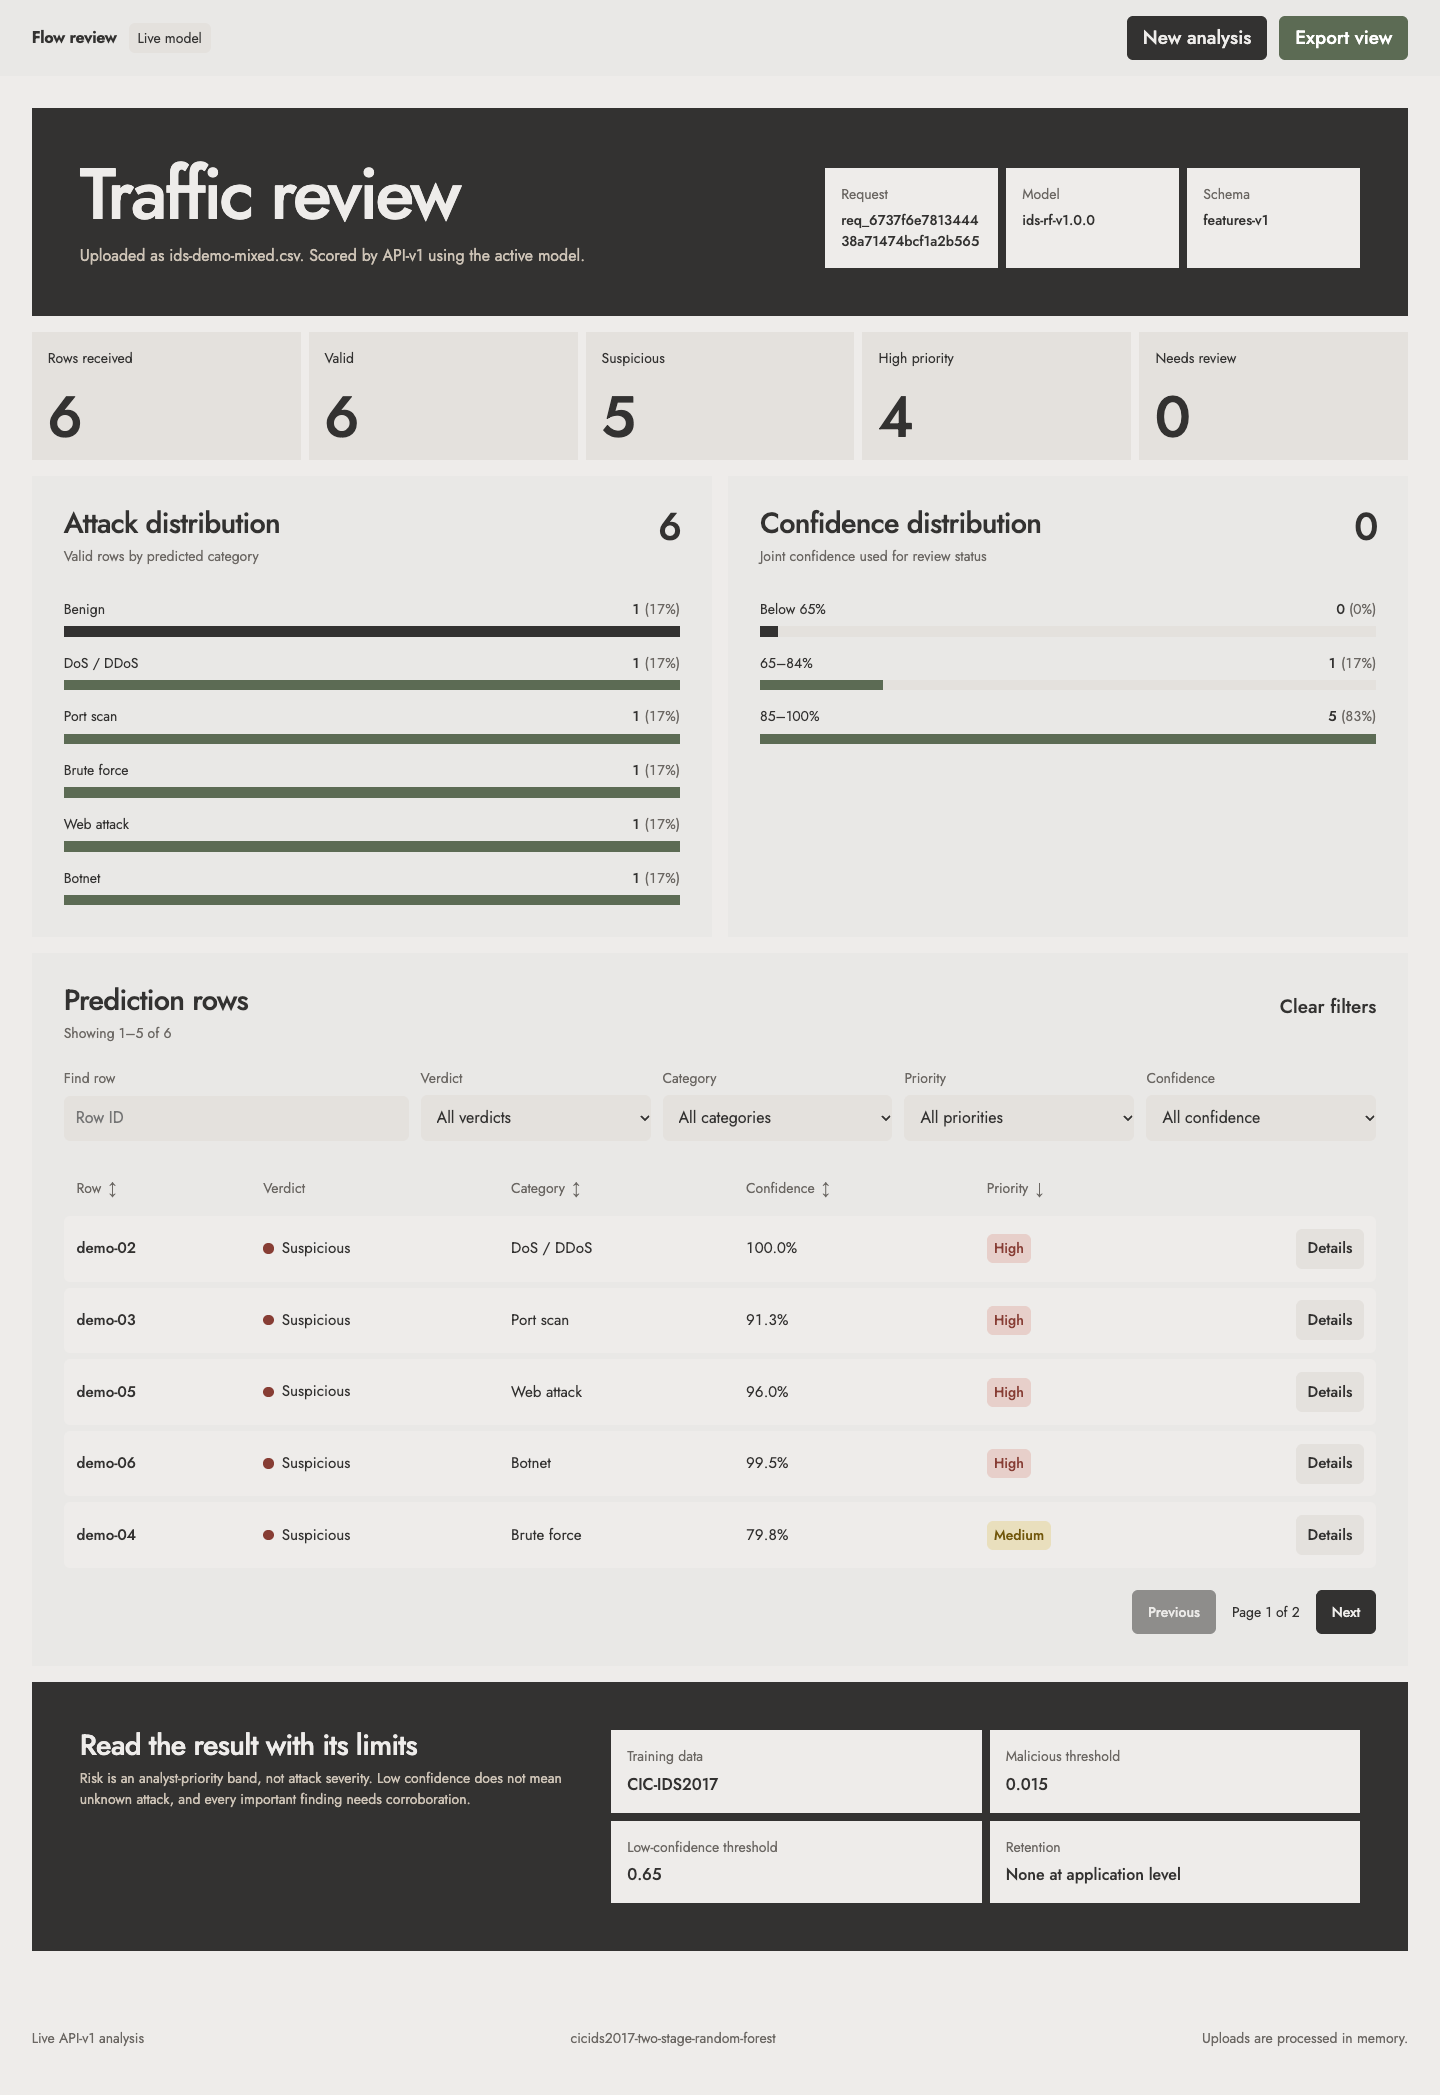 Flow review
Live model
New analysis
Export view
Traffic review
Uploaded as ids-demo-mixed.csv. Scored by API-v1 using the active model.
Request
req_6737f6e7813444
38a71474bcf1a2b565
Model
ids-rf-v1.0.0
Schema
features-v1
Rows received
6
Valid
6
Suspicious
5
High priority
4
Needs review
0
Attack distribution
6
Valid rows by predicted category
Benign 1 (17%)
DoS / DDoS 1 (17%)
Port scan 1 (17%)
Brute force 1 (17%)
Web attack 1 (17%)
Botnet 1 (17%)
Confidence distribution
0
Joint confidence used for review status
Below 65% 0 (0%)
65–84% 1 (17%)
85–100% 5 (83%)
Prediction rows
Clear filters
Showing 1–5 of 6
Find row Verdict Category Priority Confidence
Row ID All verdicts All categories All priorities All confidence
Row ↕ Verdict Category ↕ Confidence ↕ Priority ↓
demo-02 Suspicious DoS / DDoS 100.0% High Details
demo-03 Suspicious Port scan 91.3% High Details
demo-05 Suspicious Web attack 96.0% High Details
demo-06 Suspicious Botnet 99.5% High Details
demo-04 Suspicious Brute force 79.8% Medium Details
Previous Page 1 of 2 Next
Read the result with its limits
Risk is an analyst-priority band, not attack severity. Low confidence does not mean
unknown attack, and every important finding needs corroboration.
Training data
CIC-IDS2017
Malicious threshold
0.015
Low-confidence threshold
0.65
Retention
None at application level
Live API-v1 analysis
cicids2017-two-stage-random-forest
Uploads are processed in memory.